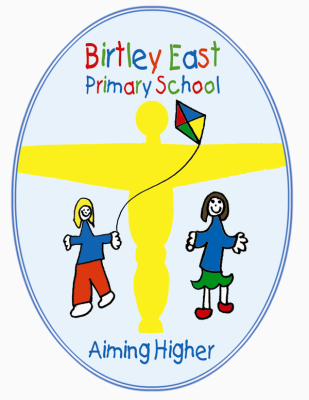 Birtley East
Primary School
Aiming Higher